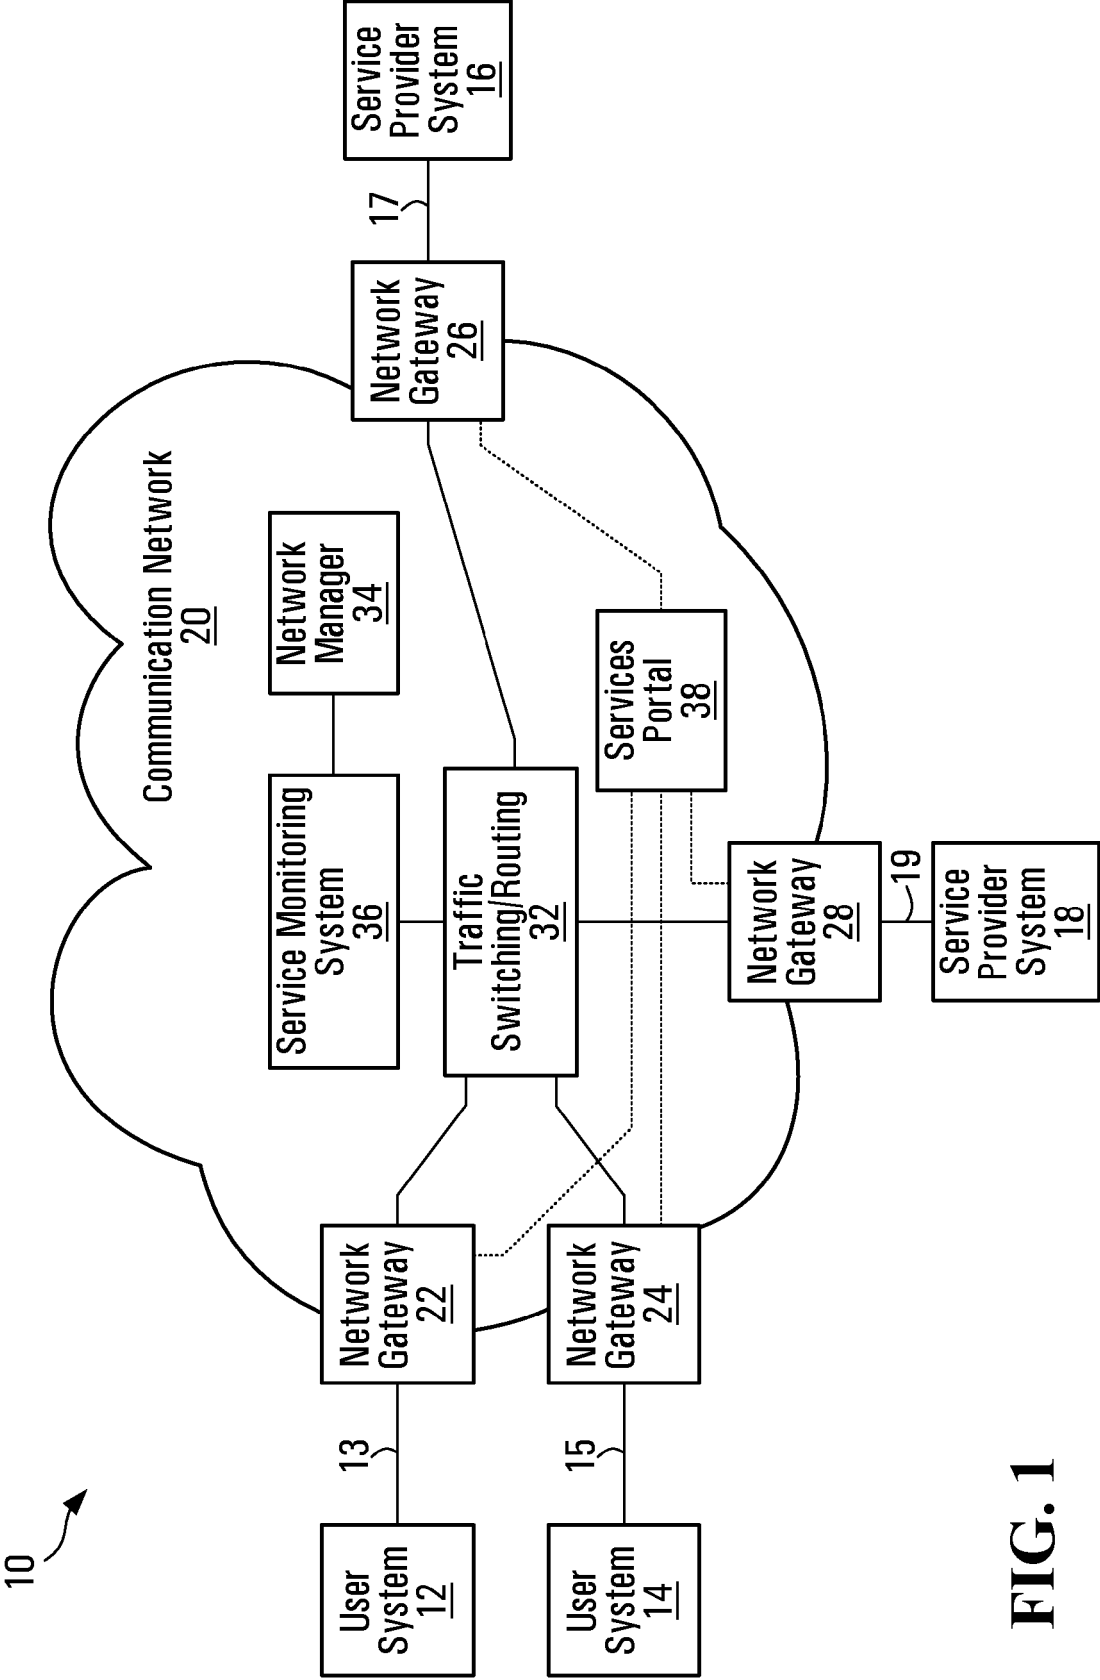 10
Communication Network
20
User
System
12
13
Network
Gateway
22
User
System
14
15
Network
Gateway
24
Service Monitoring
System
36
Network
Manager
34
Traffic
Switching/Routing
32
Services
Portal
38
Network
Gateway
26
17
Service
Provider
System
16
Network
Gateway
28
19
Service
Provider
System
18
FIG. 1